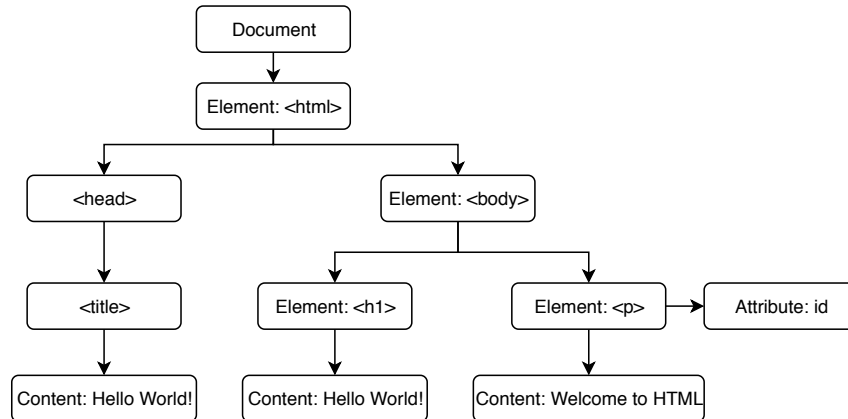 Document
Element: <html>
<head>
Element: <body>
<title>
Element: <h1>
Element: <p>
Attribute: id
Content: Hello World!
Content: Hello World!
Content: Welcome to HTML